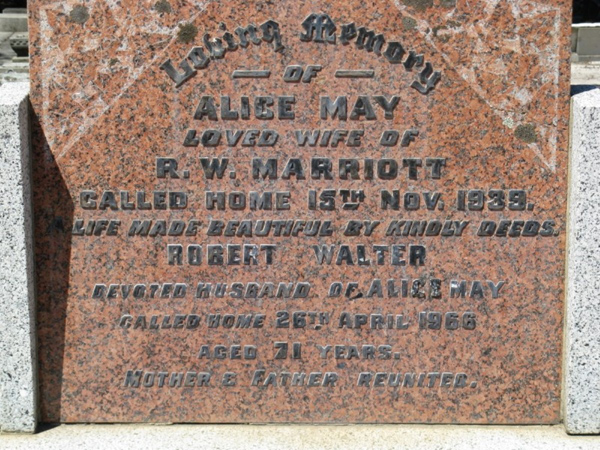 Loving Memory
OF
ALICE MAY
LOVED WIFE OF
R. W. MARRIOTT
CALLED HOME 15TH NOV. 1939.
A LIFE MADE BEAUTIFUL BY KINDLY DEEDS.
ROBERT WALTER
DEVOTED HUSBAND OF ALICE MAY
CALLED HOME 26TH APRIL 1966
AGED 71 YEARS.
MOTHER & FATHER REUNITED.